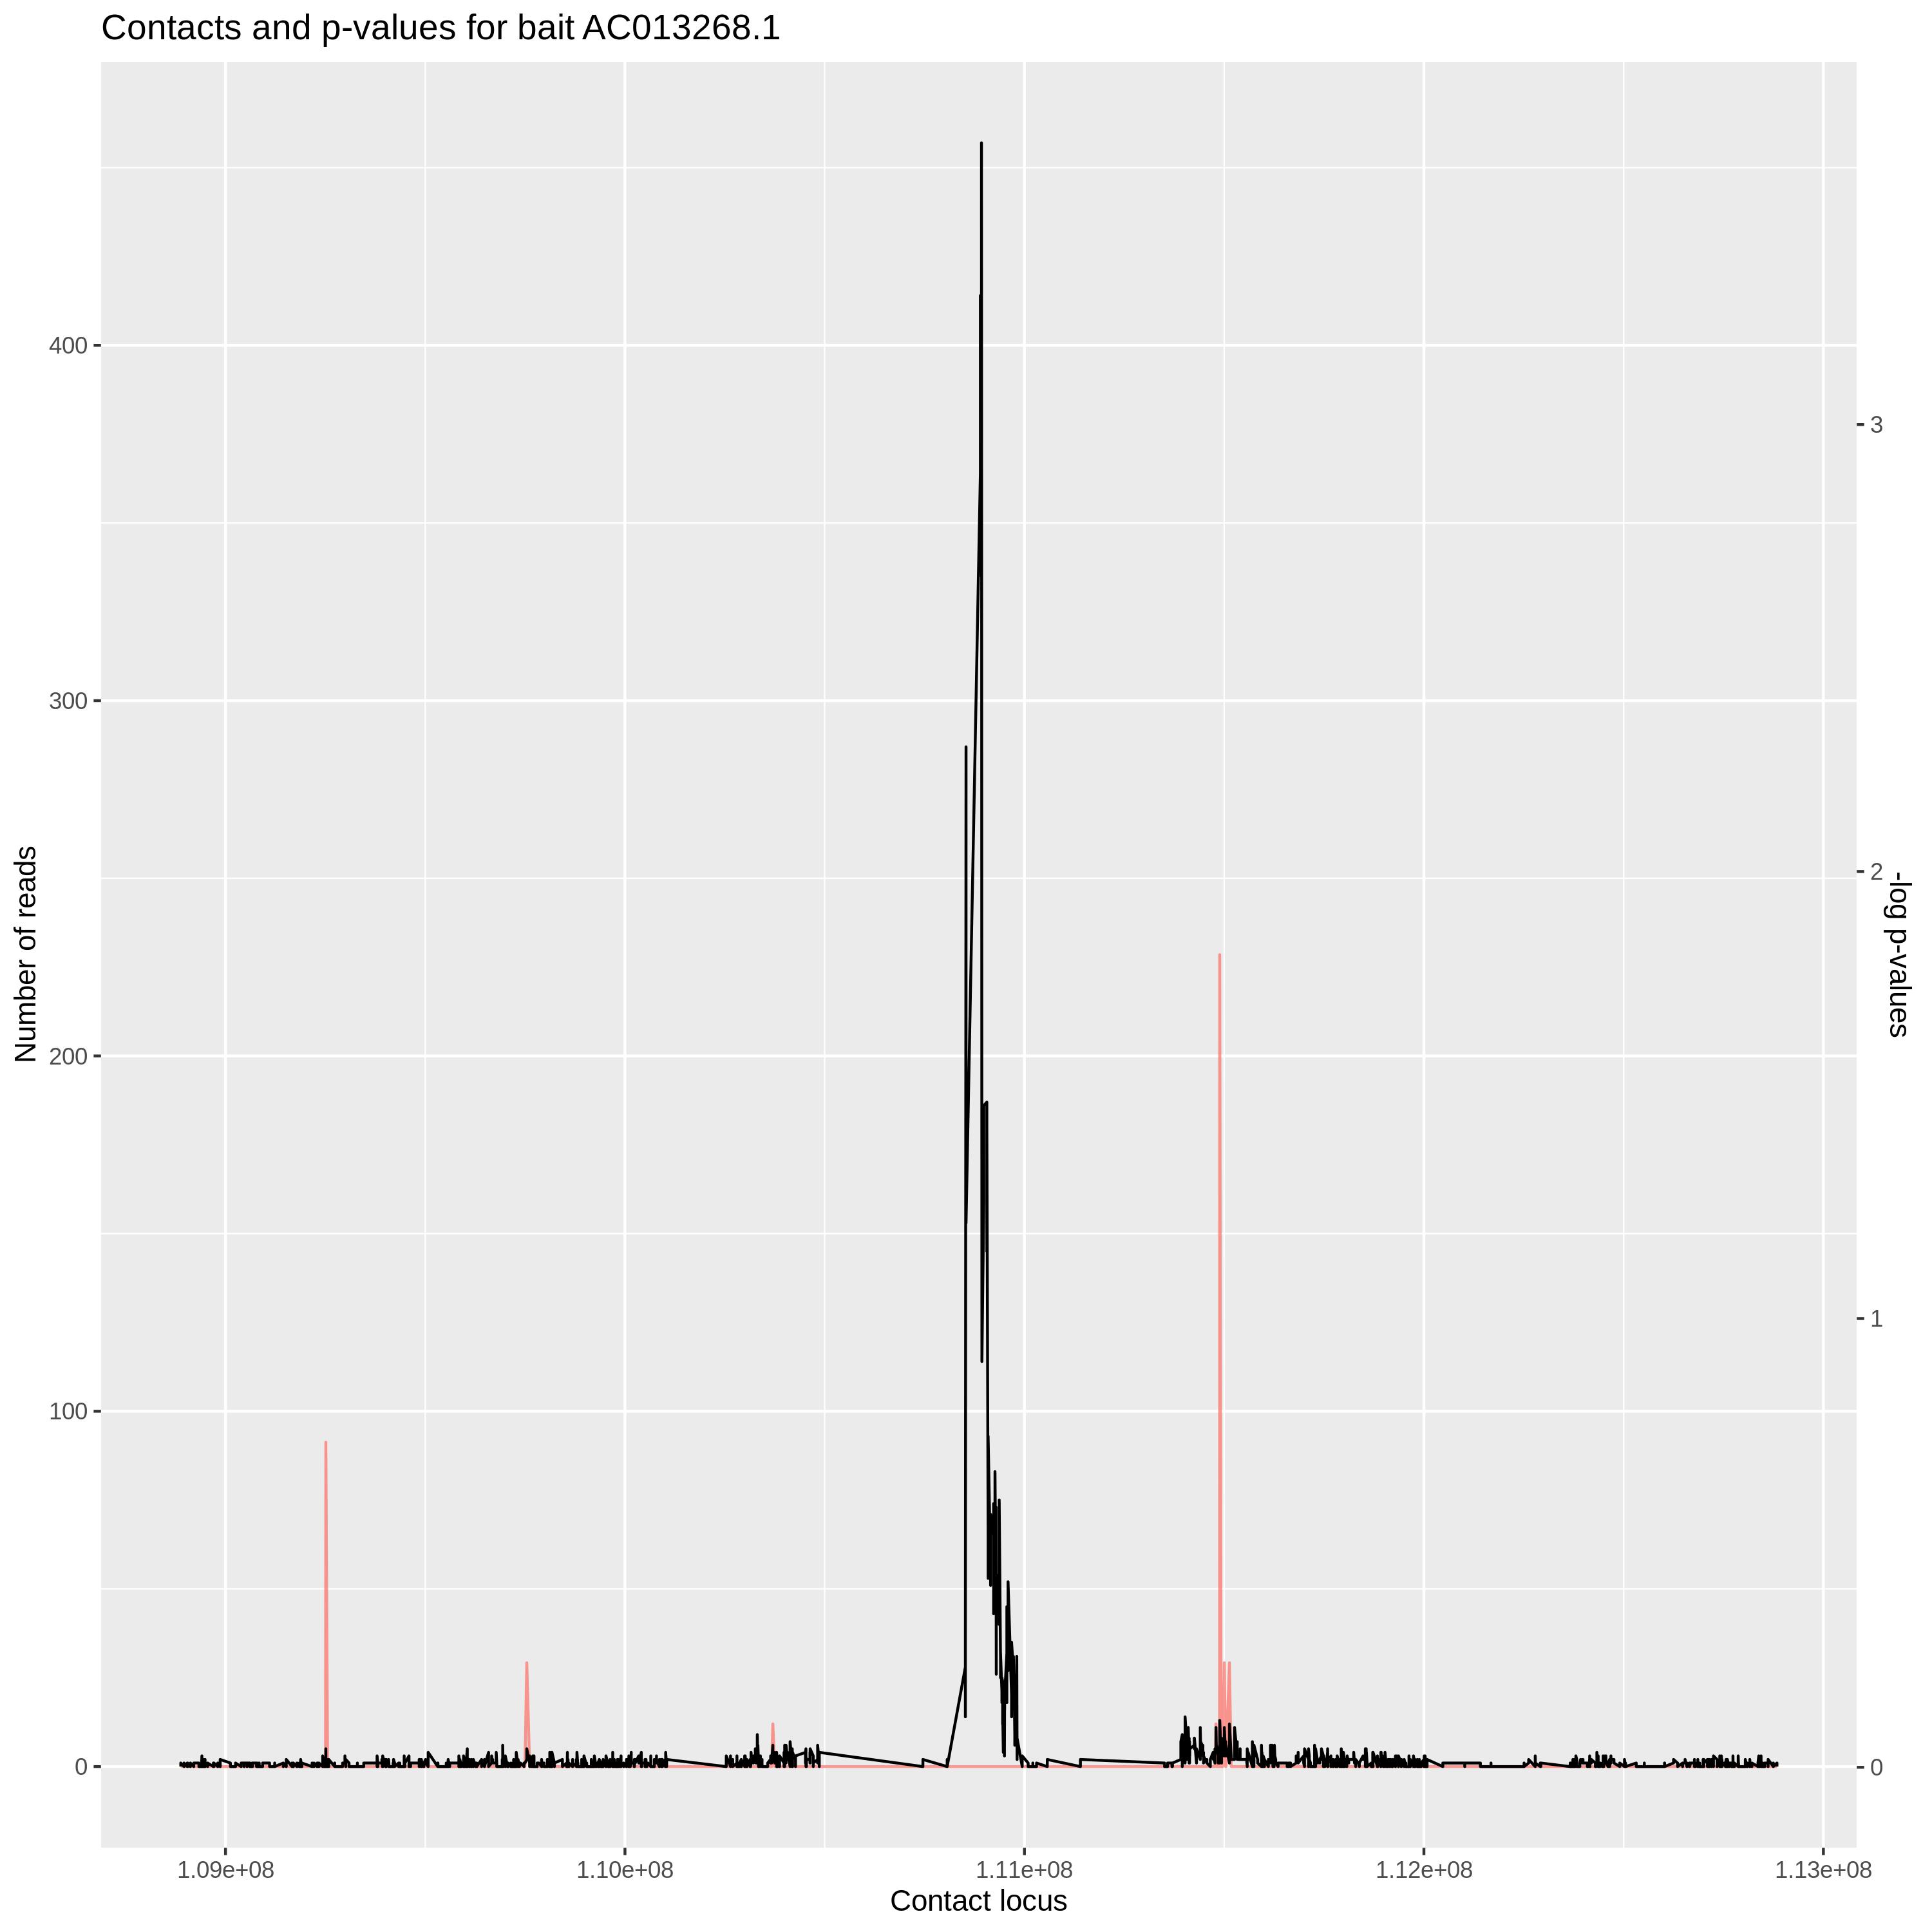 Contacts and p-values for bait AC013268.1
400
300
200
100
0
Number of reads
3
2
1
0
-log p-values
1.09e+08 1.10e+08 1.11e+08 1.12e+08 1.13e+08
Contact locus